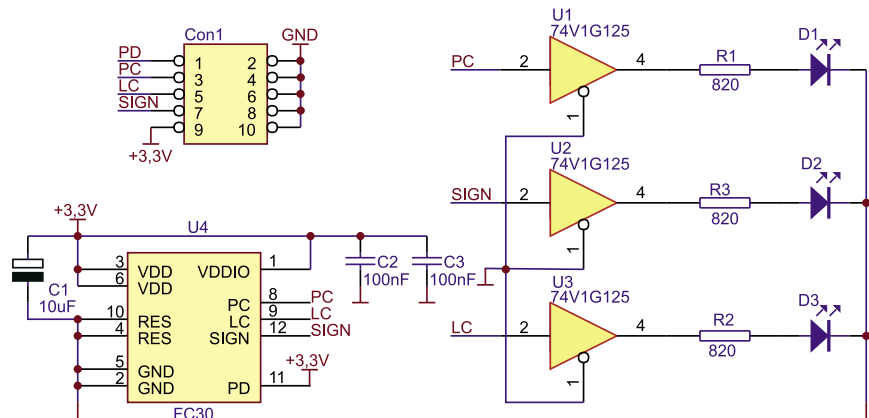 Con1
GND
PD 1 2
PC 3 4
LC 5 6
SIGN 7 8
9 10
+3,3V
U1
74V1G125
PC 2 4
1
R1
820
D1
U2
74V1G125
SIGN 2 4
1
R3
820
D2
U3
74V1G125
LC 2 4
1
R2
820
D3
+3,3V
U4
C1
10uF
3 VDD
6 VDD
VDDIO 1
10 RES
4 RES
PC 8 PC
LC 9 LC
SIGN 12 SIGN
5 GND
2 GND
PD 11 +3,3V
FC30
C2
100nF
C3
100nF